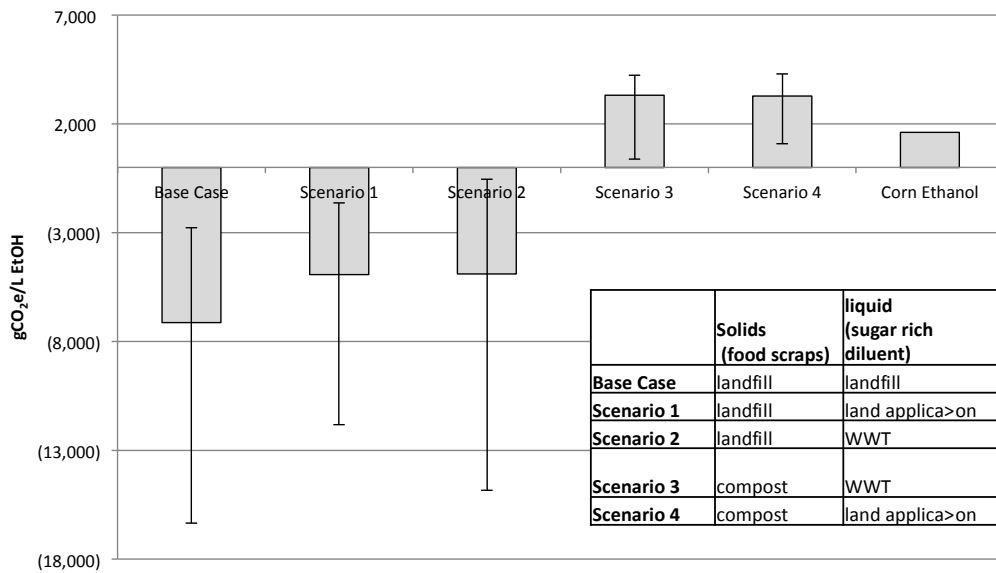 7,000
2,000
(3,000)
(8,000)
(13,000)
(18,000)
gCO₂e/L EtOH
Base Case
Scenario 1
Scenario 2
Scenario 3
Scenario 4
Corn Ethanol
Solids
(food scraps)
liquid
(sugar rich
diluent)
Base Case landfill landfill
Scenario 1 landfill land applica>on
Scenario 2 landfill WWT
Scenario 3 compost WWT
Scenario 4 compost land applica>on